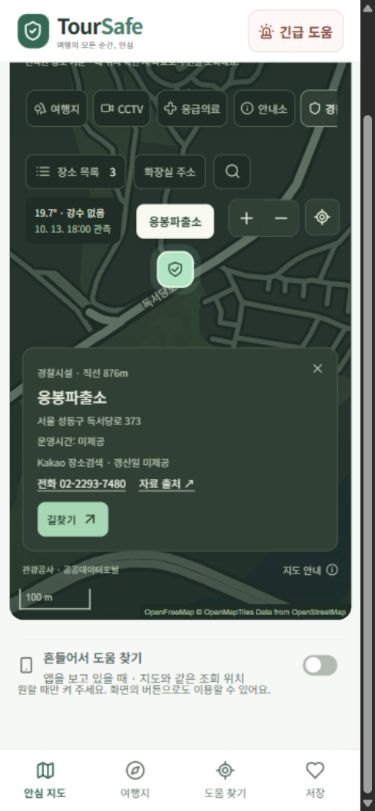 TourSafe
여행의 모든 순간, 안심
긴급 도움
여행지
CCTV
응급의료
안내소
장소 목록 3
화장실 주소
19.7° · 강수 없음
10. 13. 18:00 관측
응봉파출소
독서당로
경찰시설 · 직선 876m
응봉파출소
서울 성동구 독서당로 373
운영시간: 미제공
Kakao 장소검색 · 갱신일 미제공
전화 02-2293-7480 자료 출처 ↗
길찾기 ↗
관광공사 · 공공데이터포털
지도 안내
100 m
OpenFreeMap © OpenMapTiles Data from OpenStreetMap
흔들어서 도움 찾기
앱을 보고 있을 때 · 지도와 같은 조회 위치
원할 때만 켜 주세요. 화면의 버튼으로도 이용할 수 있어요.
안심 지도
여행지
도움 찾기
저장